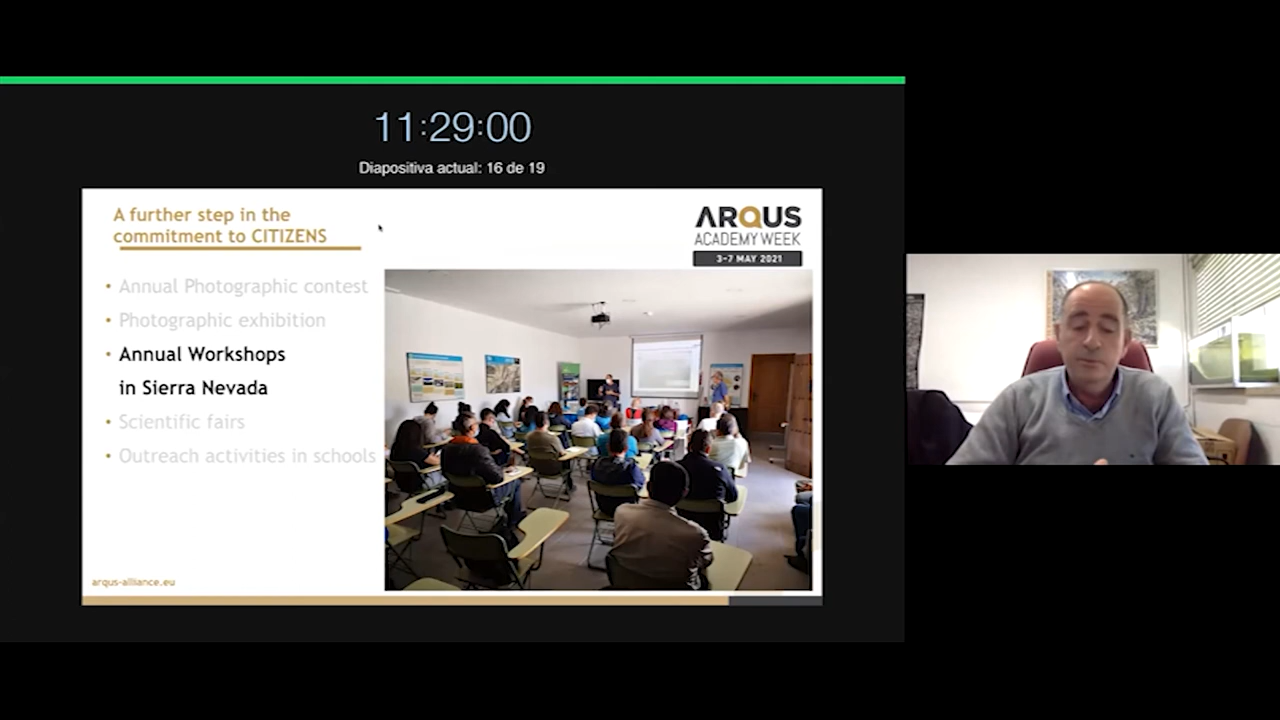 11:29:00
Diapositiva actual: 16 de 19
A further step in the
commitment to CITIZENS
ARQUS
ACADEMY WEEK
3-7 MAY 2021
• Annual Photographic contest
• Photographic exhibition
• Annual Workshops
in Sierra Nevada
• Scientific fairs
• Outreach activities in schools
arqus-alliance.eu